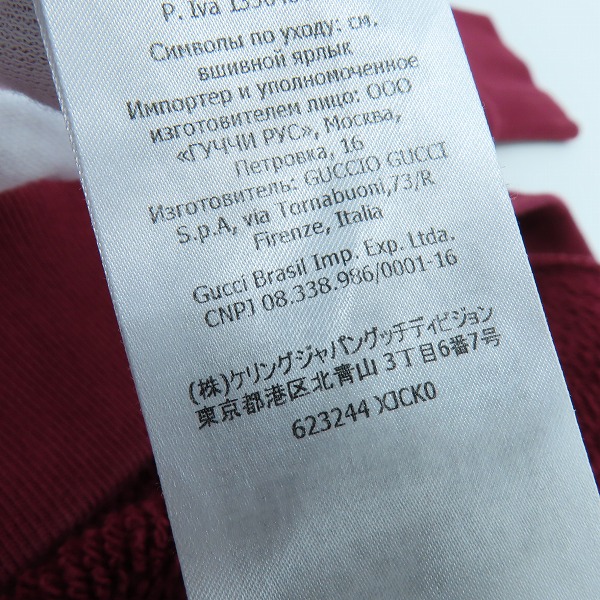 P. Iva
Символы по уходу: см.
вшивной ярлык
Импортер и уполномоченное
изготовителем лицо: ООО
«ГУЧЧИ РУС», Москва,
Петровка, 16
Изготовитель: GUCCIO GUCCI
S.p.A, via Tornabuoni,73/R
Firenze, Italia
Gucci Brasil Imp. Exp. Ltda.
CNPJ 08.338.986/0001-16
(株)ケリングジャパングッチディビジョン
東京都港区北青山 3丁目6番7号
623244 XJCK0